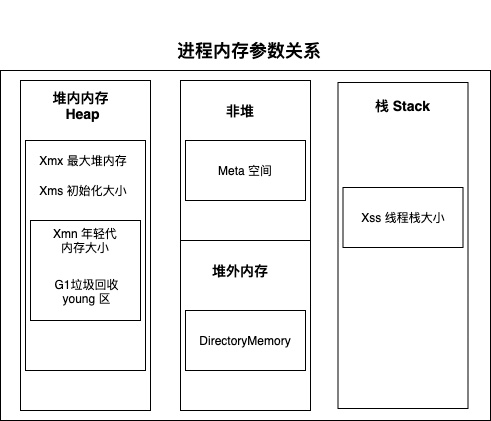 进程内存参数关系
堆内内存
Heap
Xmx 最大堆内存
Xms 初始化大小
Xmn 年轻代
内存大小
G1垃圾回收
young 区
非堆
Meta 空间
堆外内存
DirectoryMemory
栈 Stack
Xss 线程栈大小